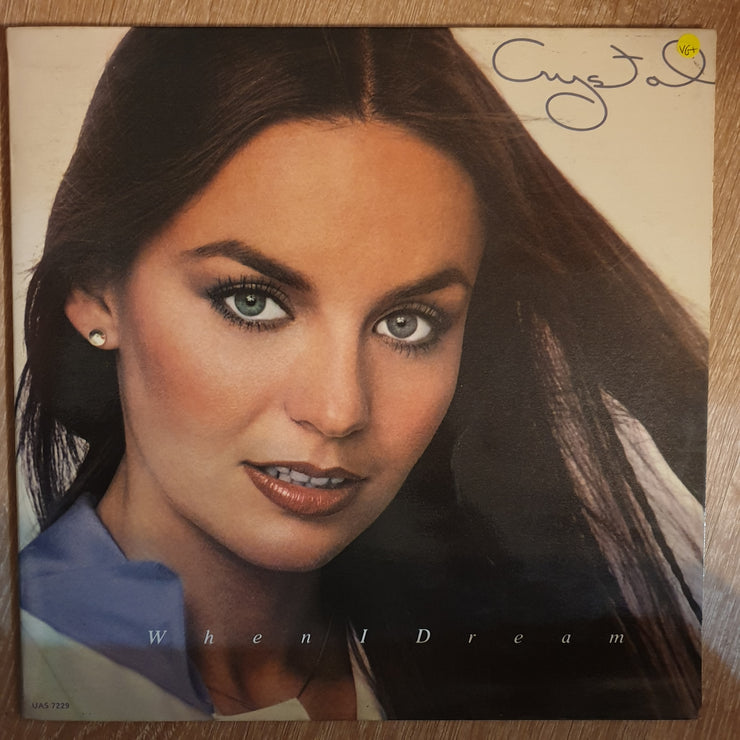 Crystal
VG+
When I Dream
UAS 7229